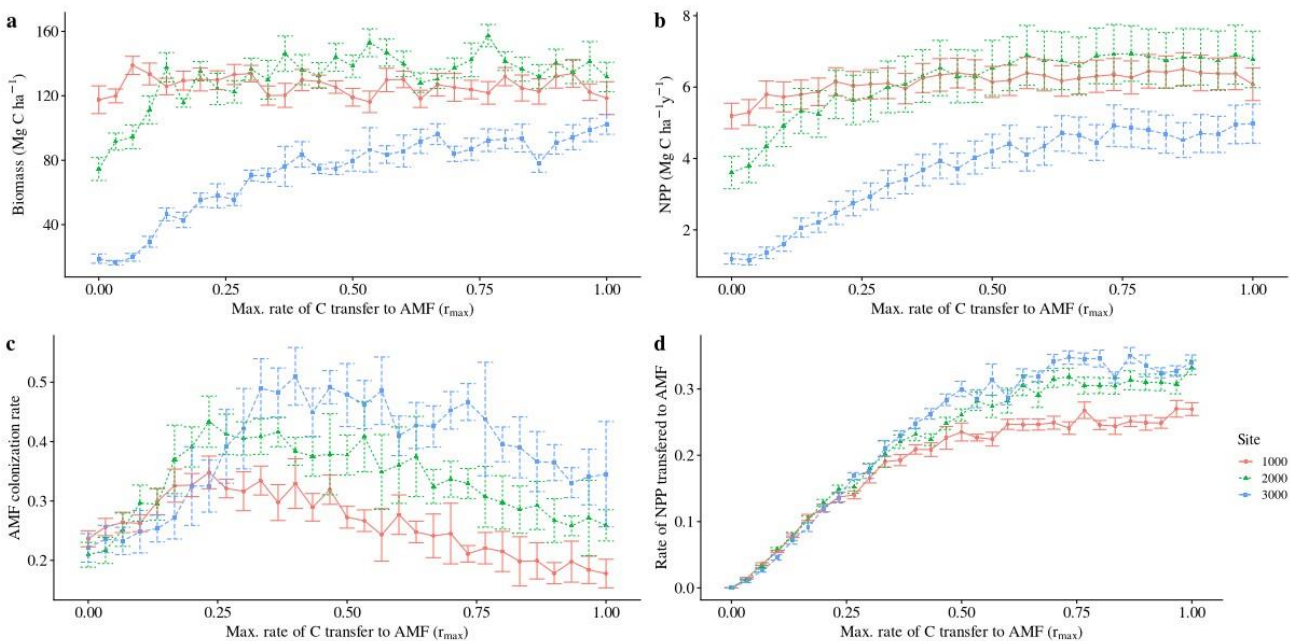 a
Biomass (Mg C ha⁻¹)
160
120
80
40
0.00 0.25 0.50 0.75 1.00
Max. rate of C transfer to AMF (rmax)
b
NPP (Mg C ha⁻¹y⁻¹)
8
6
4
2
0.00 0.25 0.50 0.75 1.00
Max. rate of C transfer to AMF (rmax)
c
AMF colonization rate
0.5
0.4
0.3
0.2
0.00 0.25 0.50 0.75 1.00
Max. rate of C transfer to AMF (rmax)
d
Rate of NPP transfered to AMF
0.3
0.2
0.1
0.0
0.00 0.25 0.50 0.75 1.00
Max. rate of C transfer to AMF (rmax)
Site
1000
2000
3000